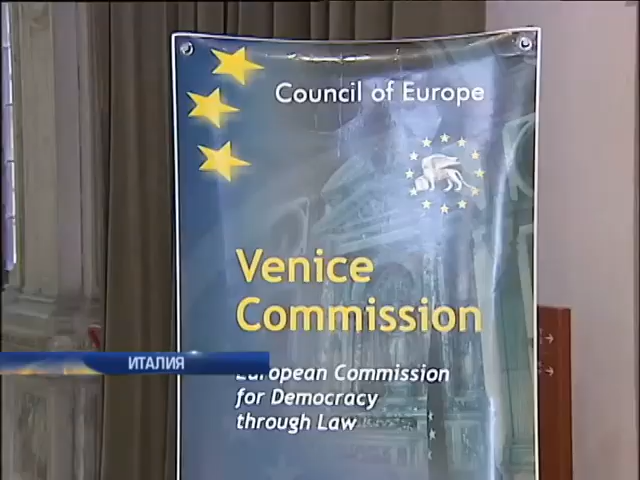 Council of Europe
Venice
Commission
ИТАЛИЯ
European Commission
for Democracy
through Law